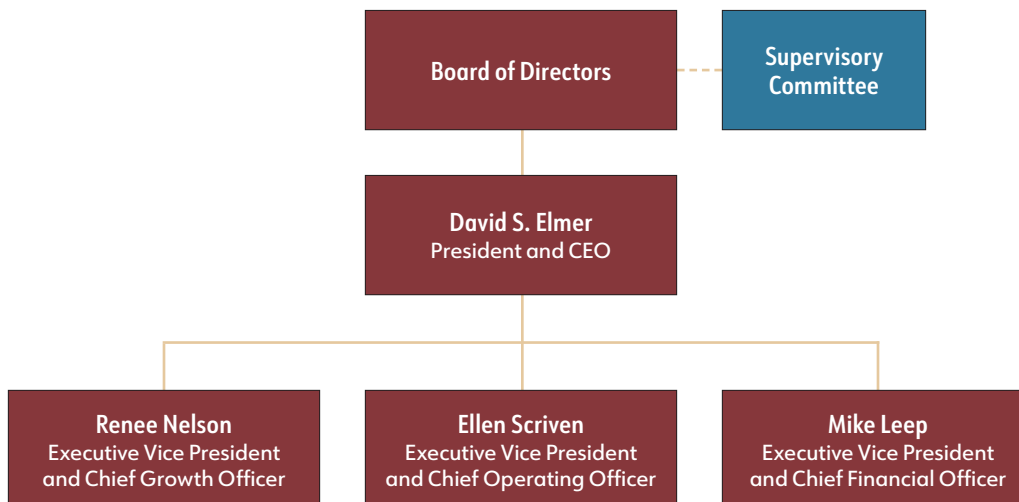 Board of Directors
Supervisory
Committee
David S. Elmer
President and CEO
Renee Nelson
Executive Vice President
and Chief Growth Officer
Ellen Scriven
Executive Vice President
and Chief Operating Officer
Mike Leep
Executive Vice President
and Chief Financial Officer